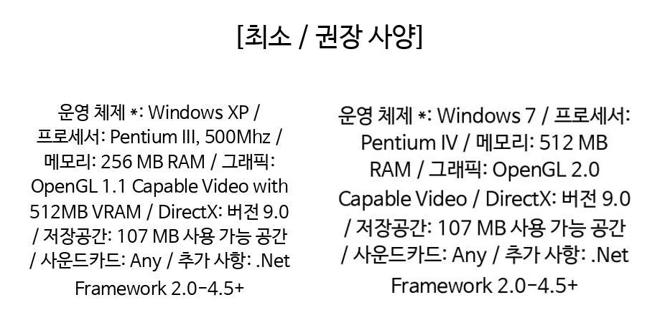 [최소 / 권장 사양]
운영 체제 *: Windows XP /
프로세서: Pentium III, 500Mhz /
메모리: 256 MB RAM / 그래픽:
OpenGL 1.1 Capable Video with
512MB VRAM / DirectX: 버전 9.0
/ 저장공간: 107 MB 사용 가능 공간
/ 사운드카드: Any / 추가 사항: .Net
Framework 2.0-4.5+
운영 체제 *: Windows 7 / 프로세서:
Pentium IV / 메모리: 512 MB
RAM / 그래픽: OpenGL 2.0
Capable Video / DirectX: 버전 9.0
/ 저장공간: 107 MB 사용 가능 공간
/ 사운드카드: Any / 추가 사항: .Net
Framework 2.0-4.5+